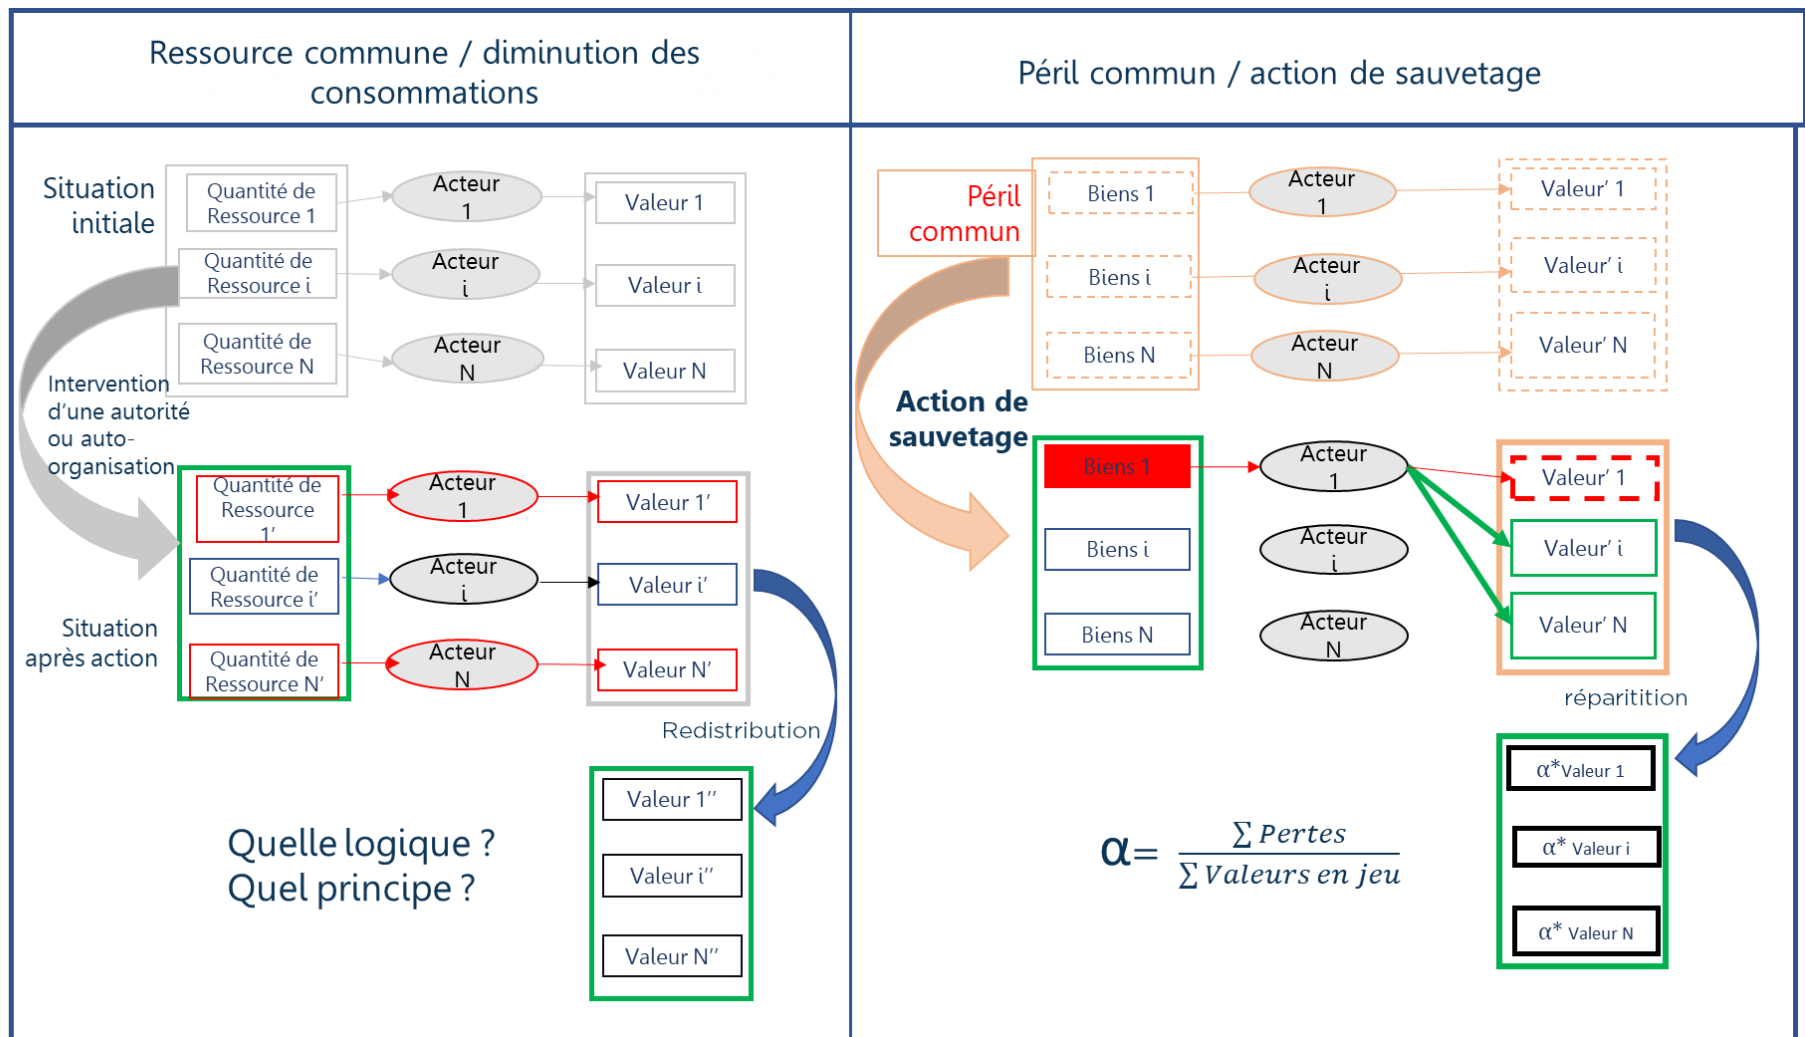 Ressource commune / diminution des
consommations
Péril commun / action de sauvetage
Situation
initiale
Quantité de
Ressource 1
Acteur
1
Valeur 1
Quantité de
Ressource i
Acteur
i
Valeur i
Quantité de
Ressource N
Acteur
N
Valeur N
Intervention
d'une autorité
ou auto-
organisation
Quantité de
Ressource
1'
Acteur
1
Valeur 1'
Quantité de
Ressource i'
Acteur
i
Valeur i'
Situation
après action
Quantité de
Ressource N'
Acteur
N
Valeur N'
Redistribution
Valeur 1''
Valeur i''
Valeur N''
Quelle logique ?
Quel principe ?
Péril
commun
Biens 1
Acteur
1
Valeur' 1
Biens i
Acteur
i
Valeur' i
Biens N
Acteur
N
Valeur' N
Action de
sauvetage
Biens 1
Acteur
1
Valeur' 1
Biens i
Acteur
i
Valeur' i
Biens N
Acteur
N
Valeur' N
réparitition
α*Valeur 1
α* Valeur i
α* Valeur N
α= ∑ Pertes
∑ Valeurs en jeu